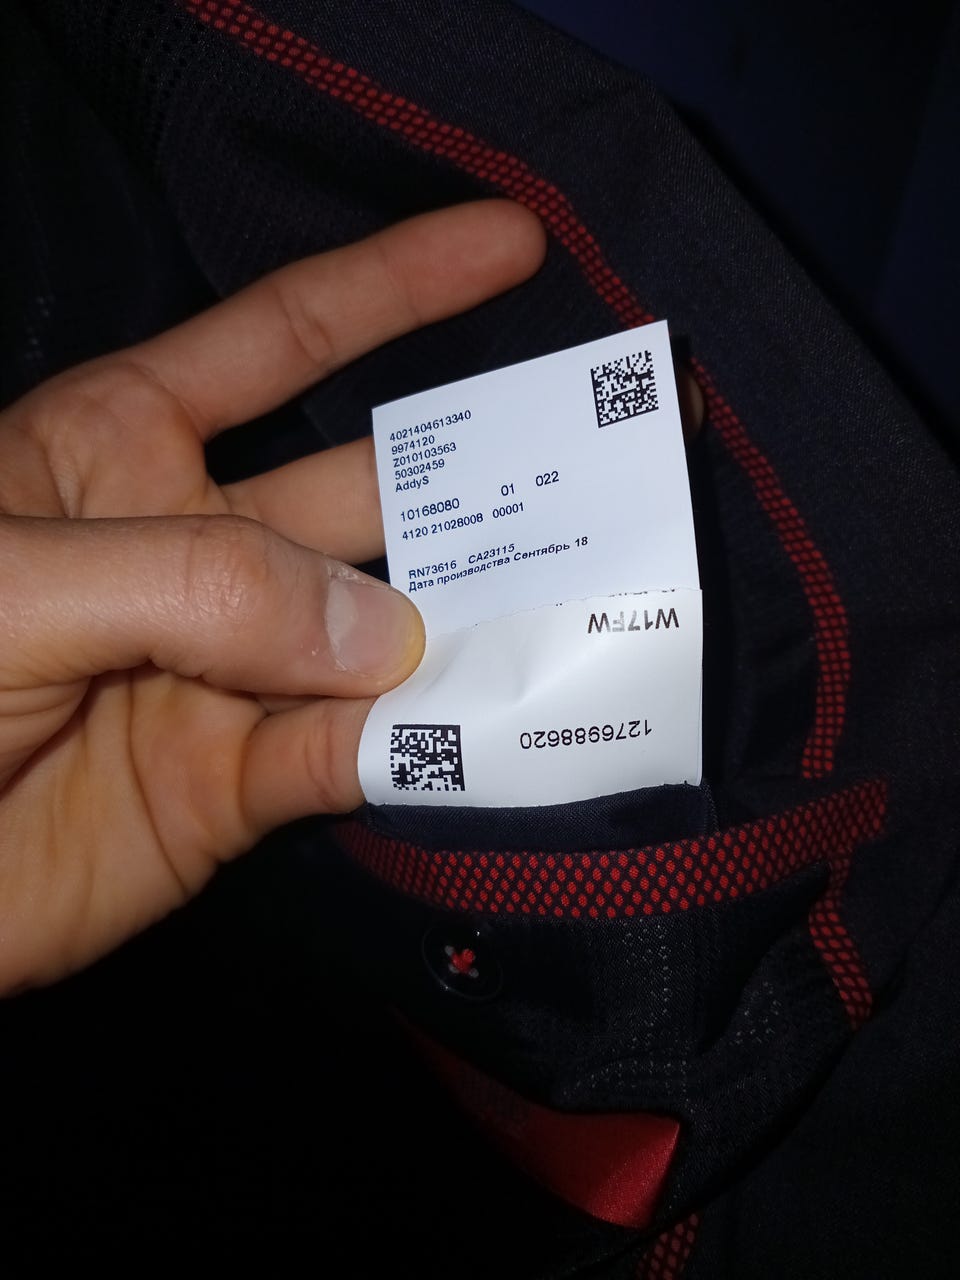 4021404613340
9974120
Z010103563
50302459
AddyS
10168080 01 022
4120 21028008 00001
RN73616 CA23115
Дата производства Сентябрь 18
W17FW
1276988620